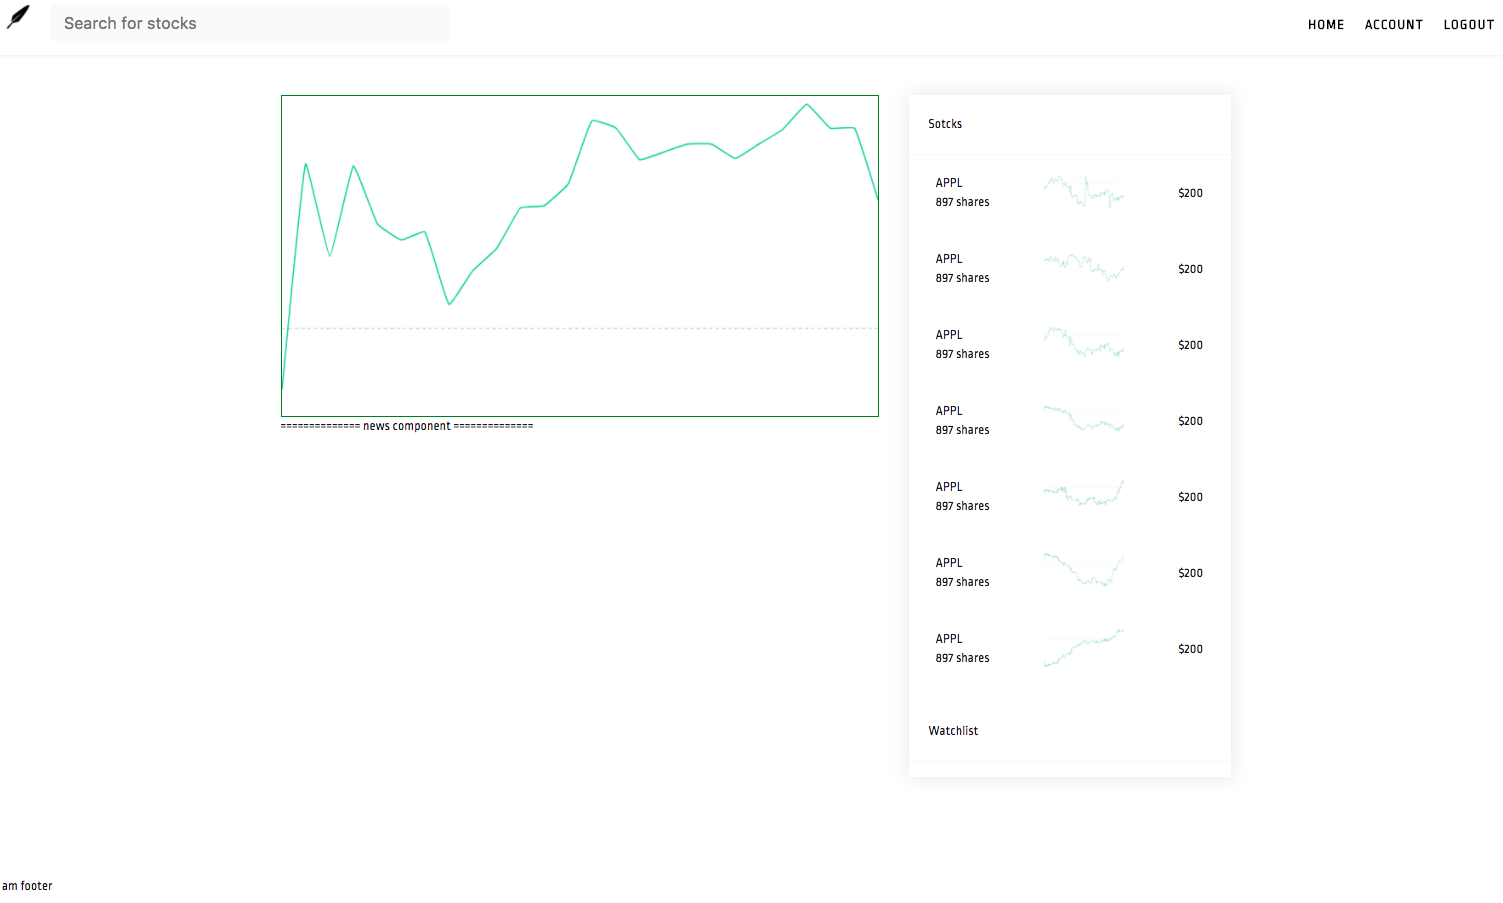 Search for stocks
HOME ACCOUNT LOGOUT
============== news component ==============
Sotcks
APPL
897 shares
$200
APPL
897 shares
$200
APPL
897 shares
$200
APPL
897 shares
$200
APPL
897 shares
$200
APPL
897 shares
$200
APPL
897 shares
$200
Watchlist
am footer